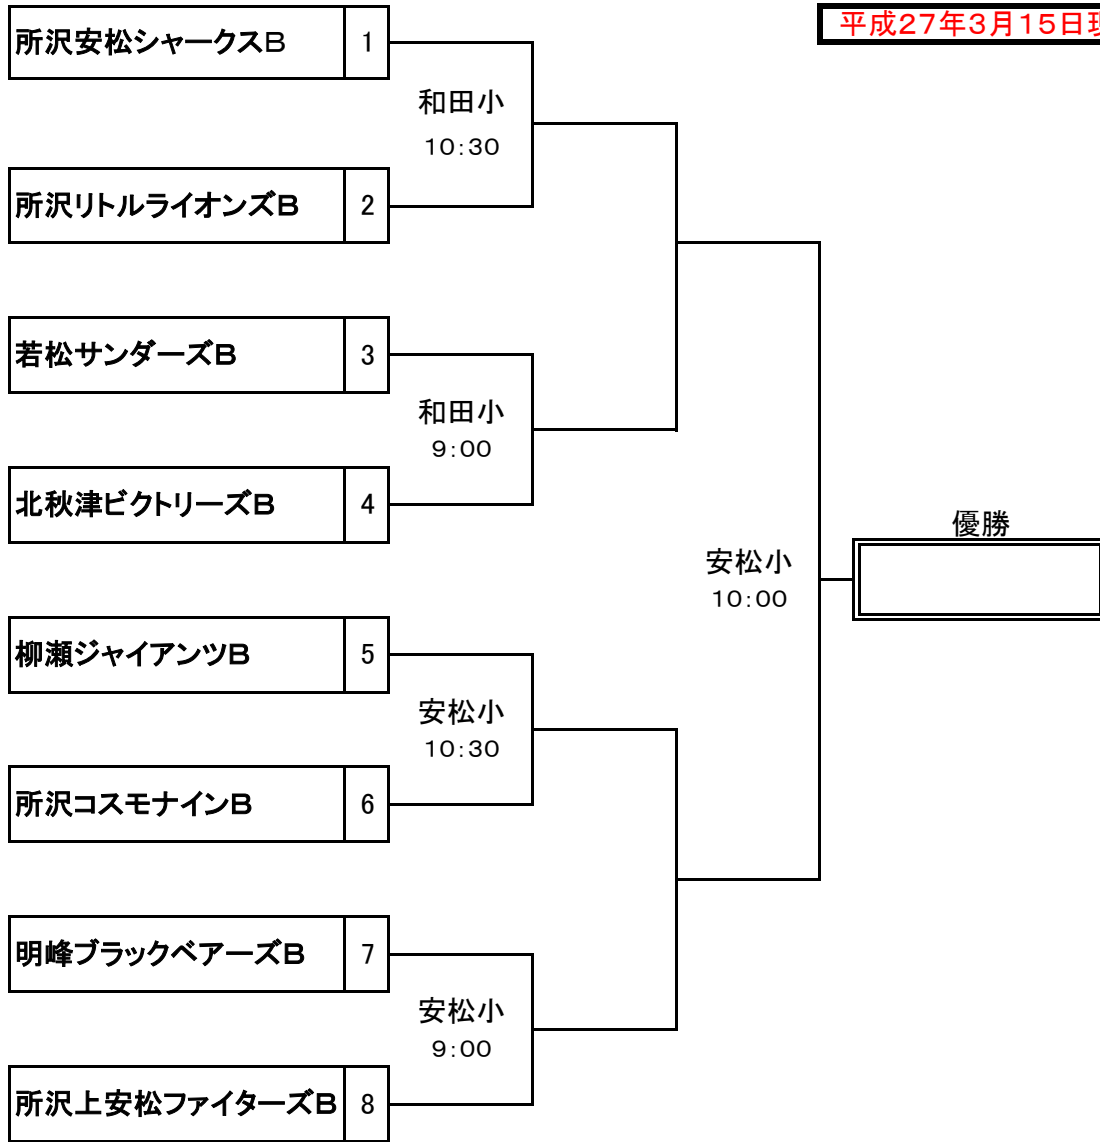 平成27年3月15日現
所沢安松シャークスB 1
和田小
10:30
所沢リトルライオンズB 2
若松サンダーズB 3
和田小
9:00
北秋津ビクトリーズB 4
優勝
安松小
10:00
柳瀬ジャイアンツB 5
安松小
10:30
所沢コスモナインB 6
明峰ブラックベアーズB 7
安松小
9:00
所沢上安松ファイターズB 8